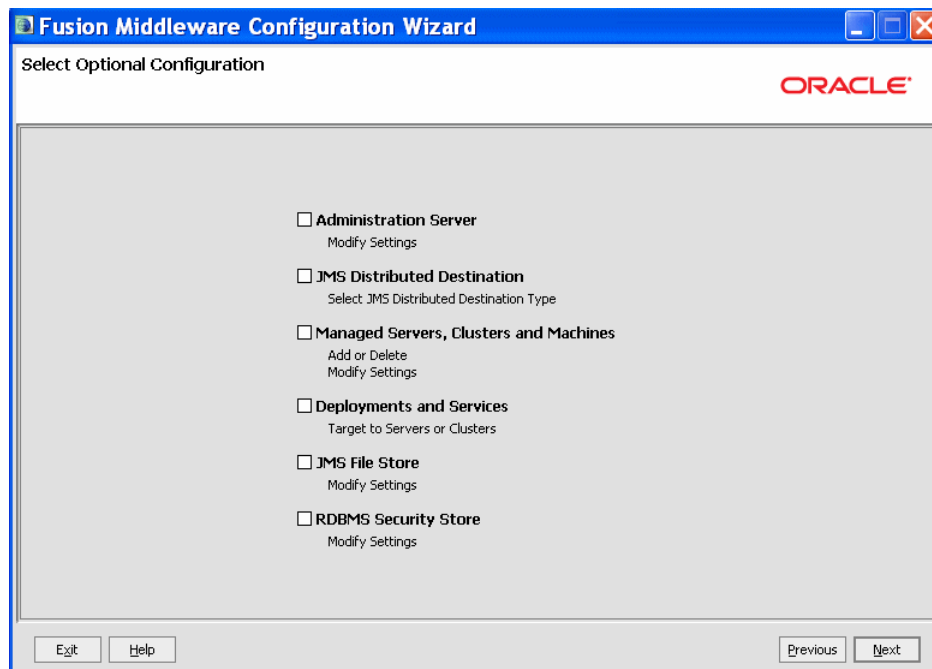 Fusion Middleware Configuration Wizard
Select Optional Configuration
ORACLE
Administration Server
Modify Settings
JMS Distributed Destination
Select JMS Distributed Destination Type
Managed Servers, Clusters and Machines
Add or Delete
Modify Settings
Deployments and Services
Target to Servers or Clusters
JMS File Store
Modify Settings
RDBMS Security Store
Modify Settings
Exit Help Previous Next